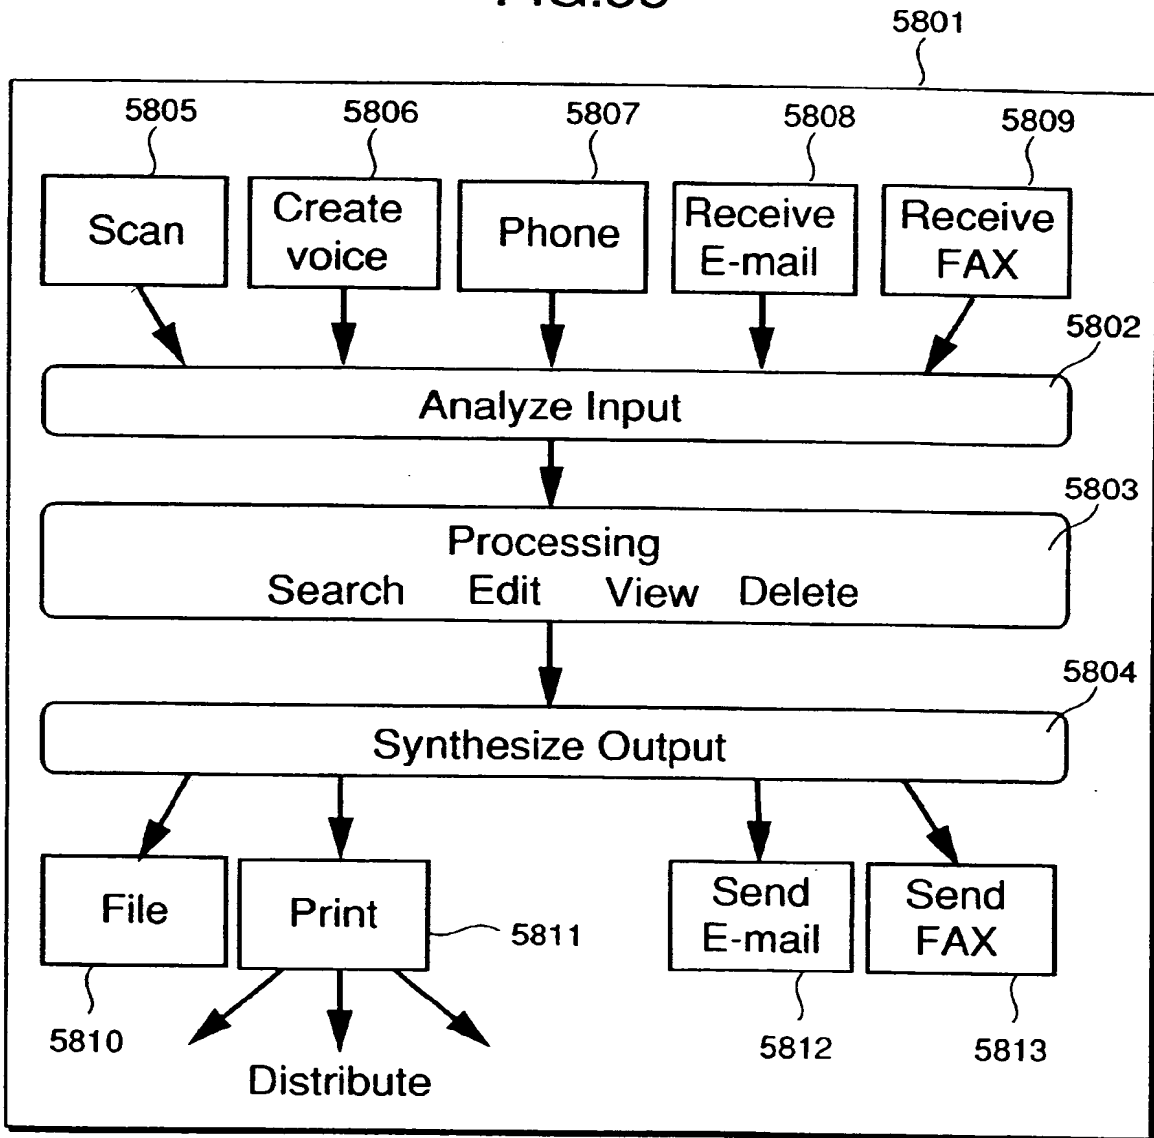 5801
5805
5806
5807
5808
5809
Scan
Create
voice
Phone
Receive
E-mail
Receive
FAX
5802
Analyze Input
5803
Processing
Search Edit View Delete
5804
Synthesize Output
File
Print
5811
Send
E-mail
Send
FAX
5810
5812
5813
Distribute